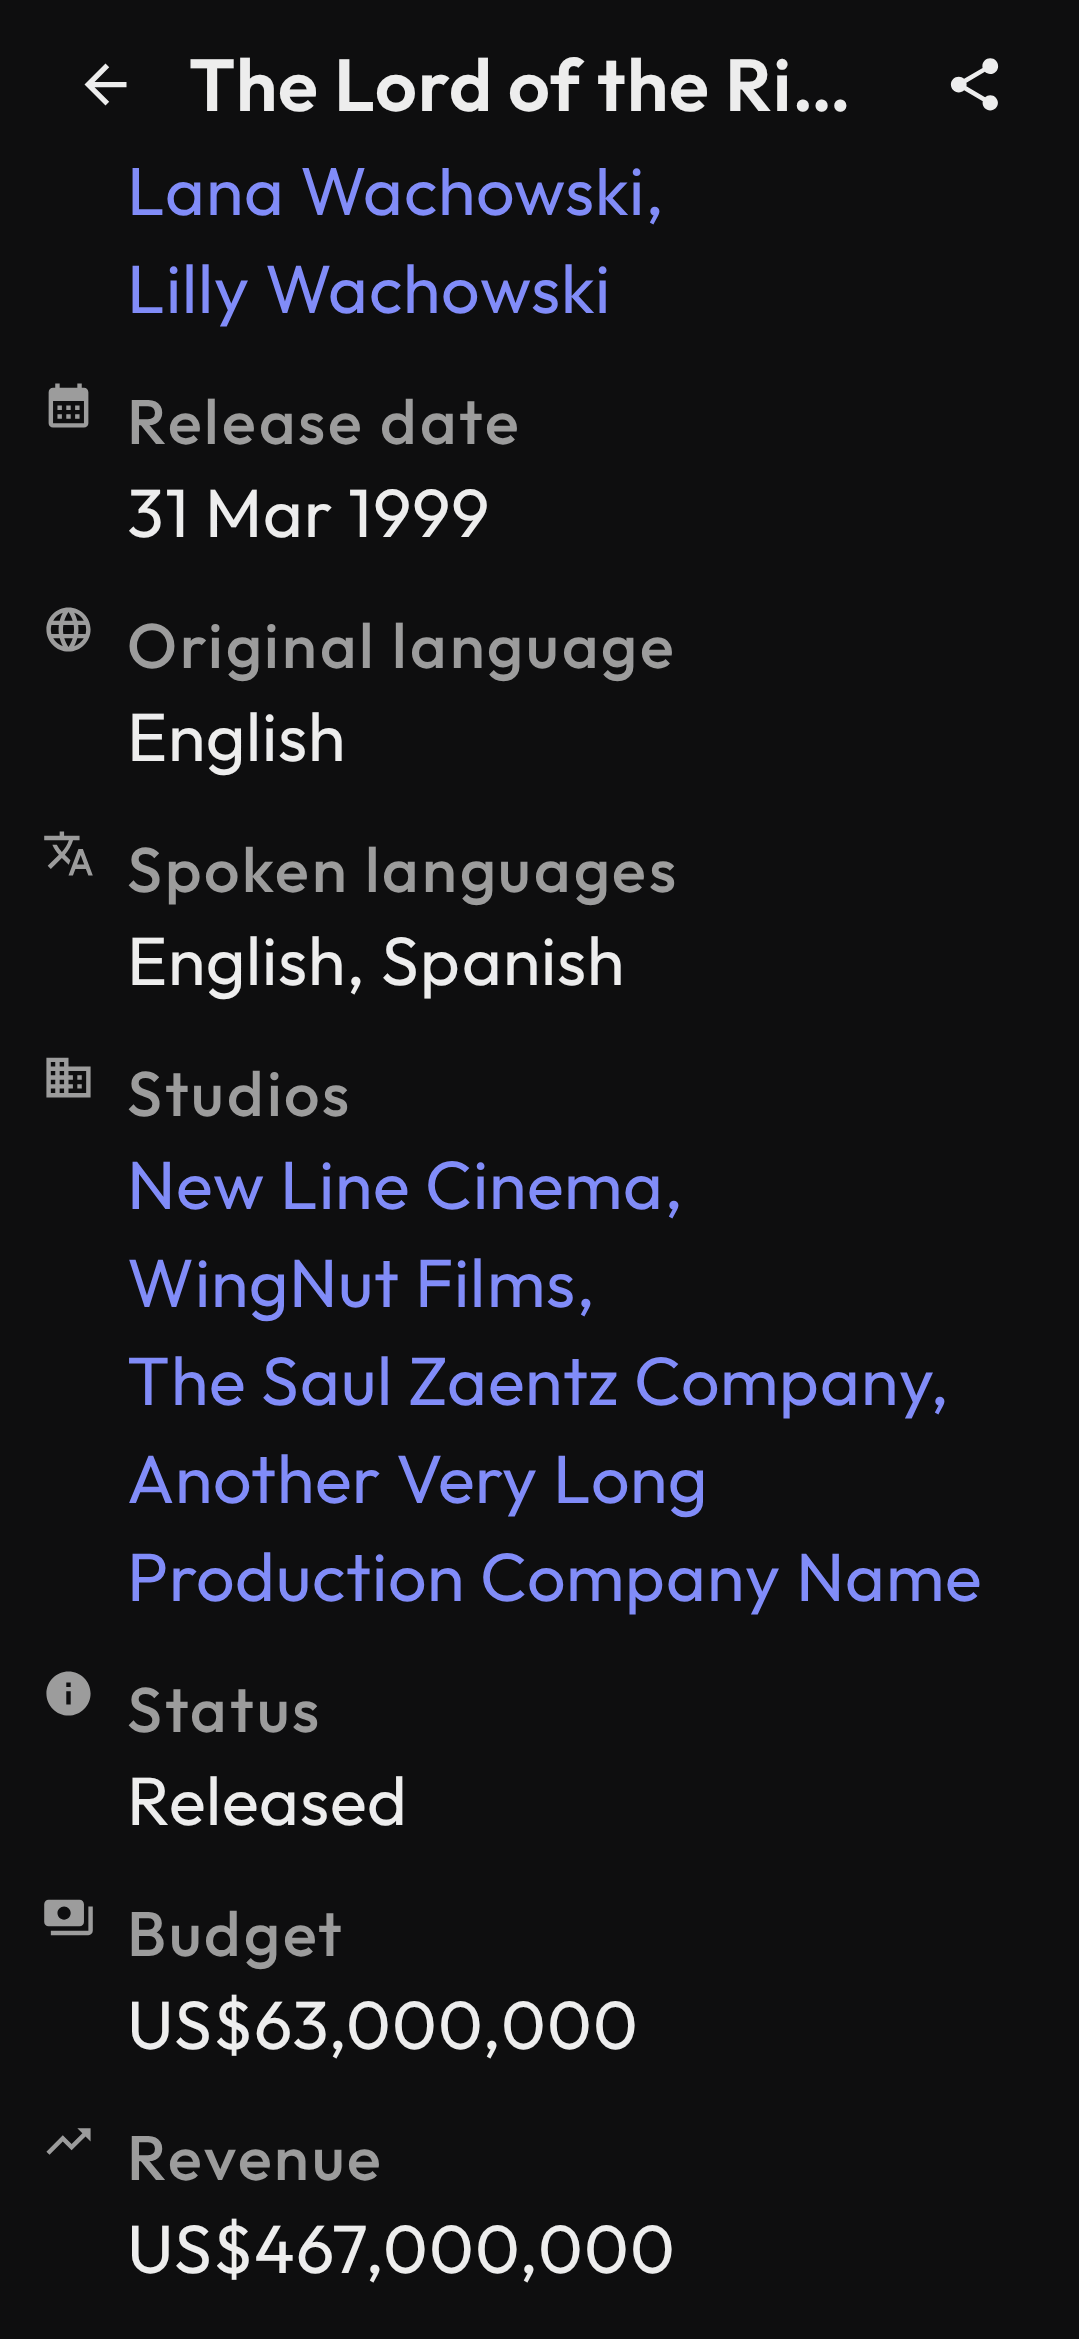 The Lord of the Ri...
Lana Wachowski,
Lilly Wachowski
Release date
31 Mar 1999
Original language
English
Spoken languages
English, Spanish
Studios
New Line Cinema,
WingNut Films,
The Saul Zaentz Company,
Another Very Long
Production Company Name
Status
Released
Budget
US$63,000,000
Revenue
US$467,000,000